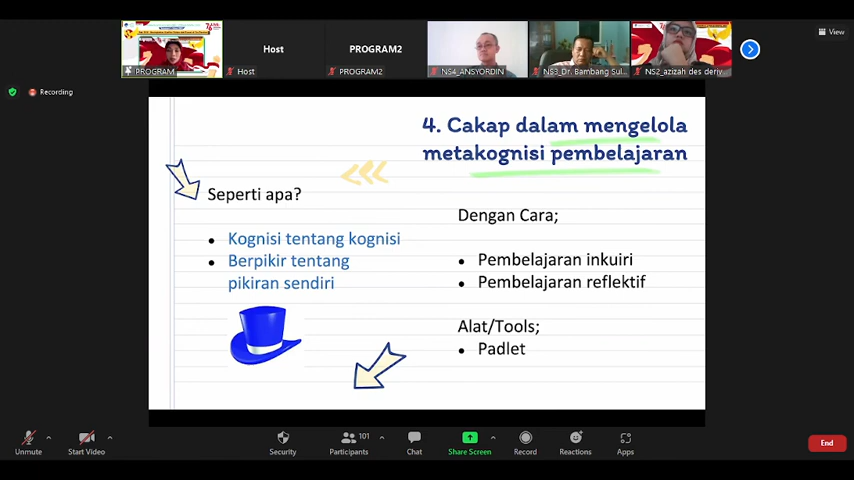 View
PROGRAM
Host
Host
PROGRAM2
PROGRAM2
NS4_ANSYORDIN
NS3_Dr. Bambang Sul...
NS2_azizah des deriv...
Recording
4. Cakap dalam mengelola
metakognisi pembelajaran
Seperti apa?
• Kognisi tentang kognisi
• Berpikir tentang
pikiran sendiri
Dengan Cara;
• Pembelajaran inkuiri
• Pembelajaran reflektif
Alat/Tools;
• Padlet
Unmute
Start Video
Security
Participants
101
Chat
Share Screen
Record
Reactions
Apps
End